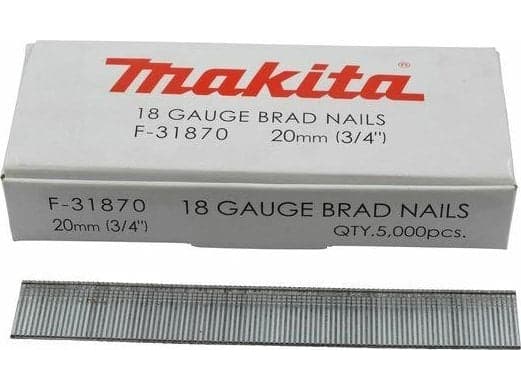 makita®
18 GAUGE BRAD NAILS
F-31870 20mm (3/4")
F-31870 18 GAUGE BRAD NAILS
20mm (3/4") QTY.5,000pcs.